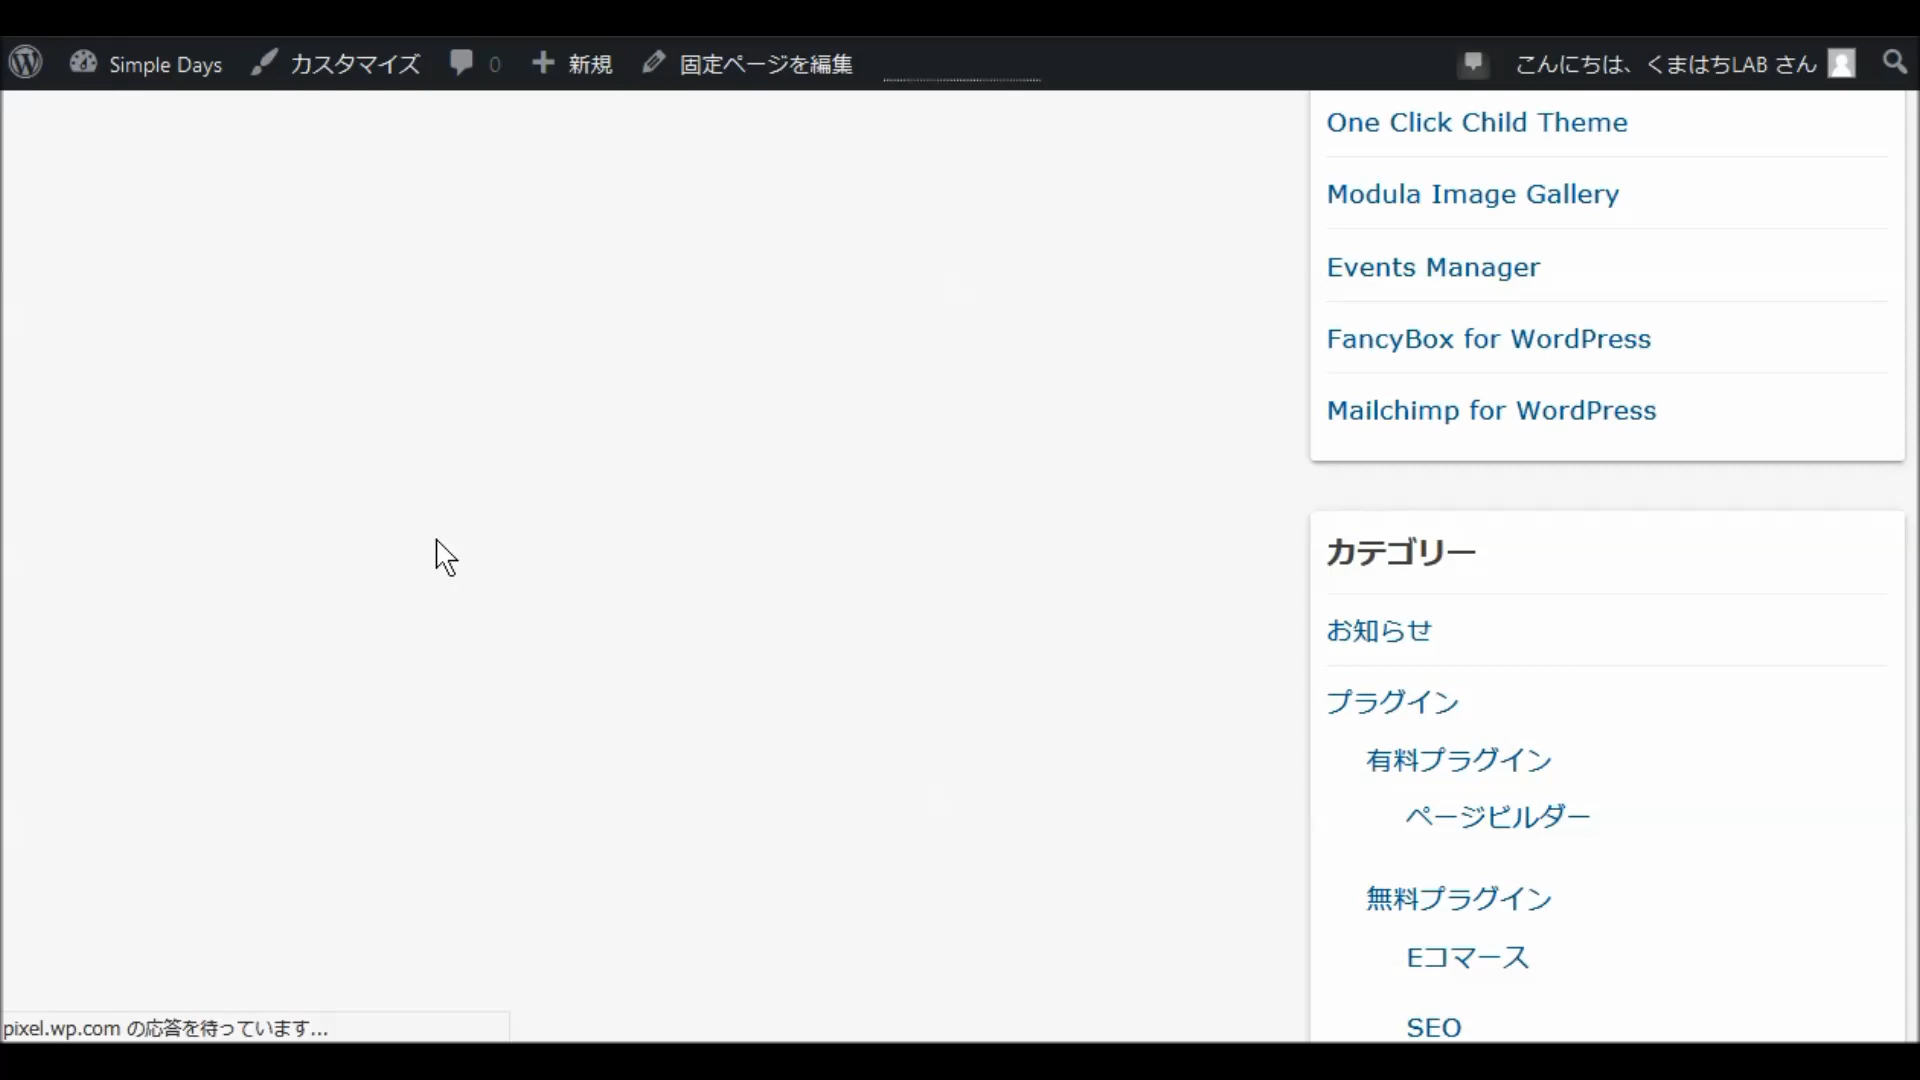 Simple Days カスタマイズ 0 新規 固定ページを編集 こんにちは、くまはちLAB さん
One Click Child Theme
Modula Image Gallery
Events Manager
FancyBox for WordPress
Mailchimp for WordPress
カテゴリー
お知らせ
プラグイン
有料プラグイン
ページビルダー
無料プラグイン
Eコマース
SEO
pixel.wp.com の応答を待っています...